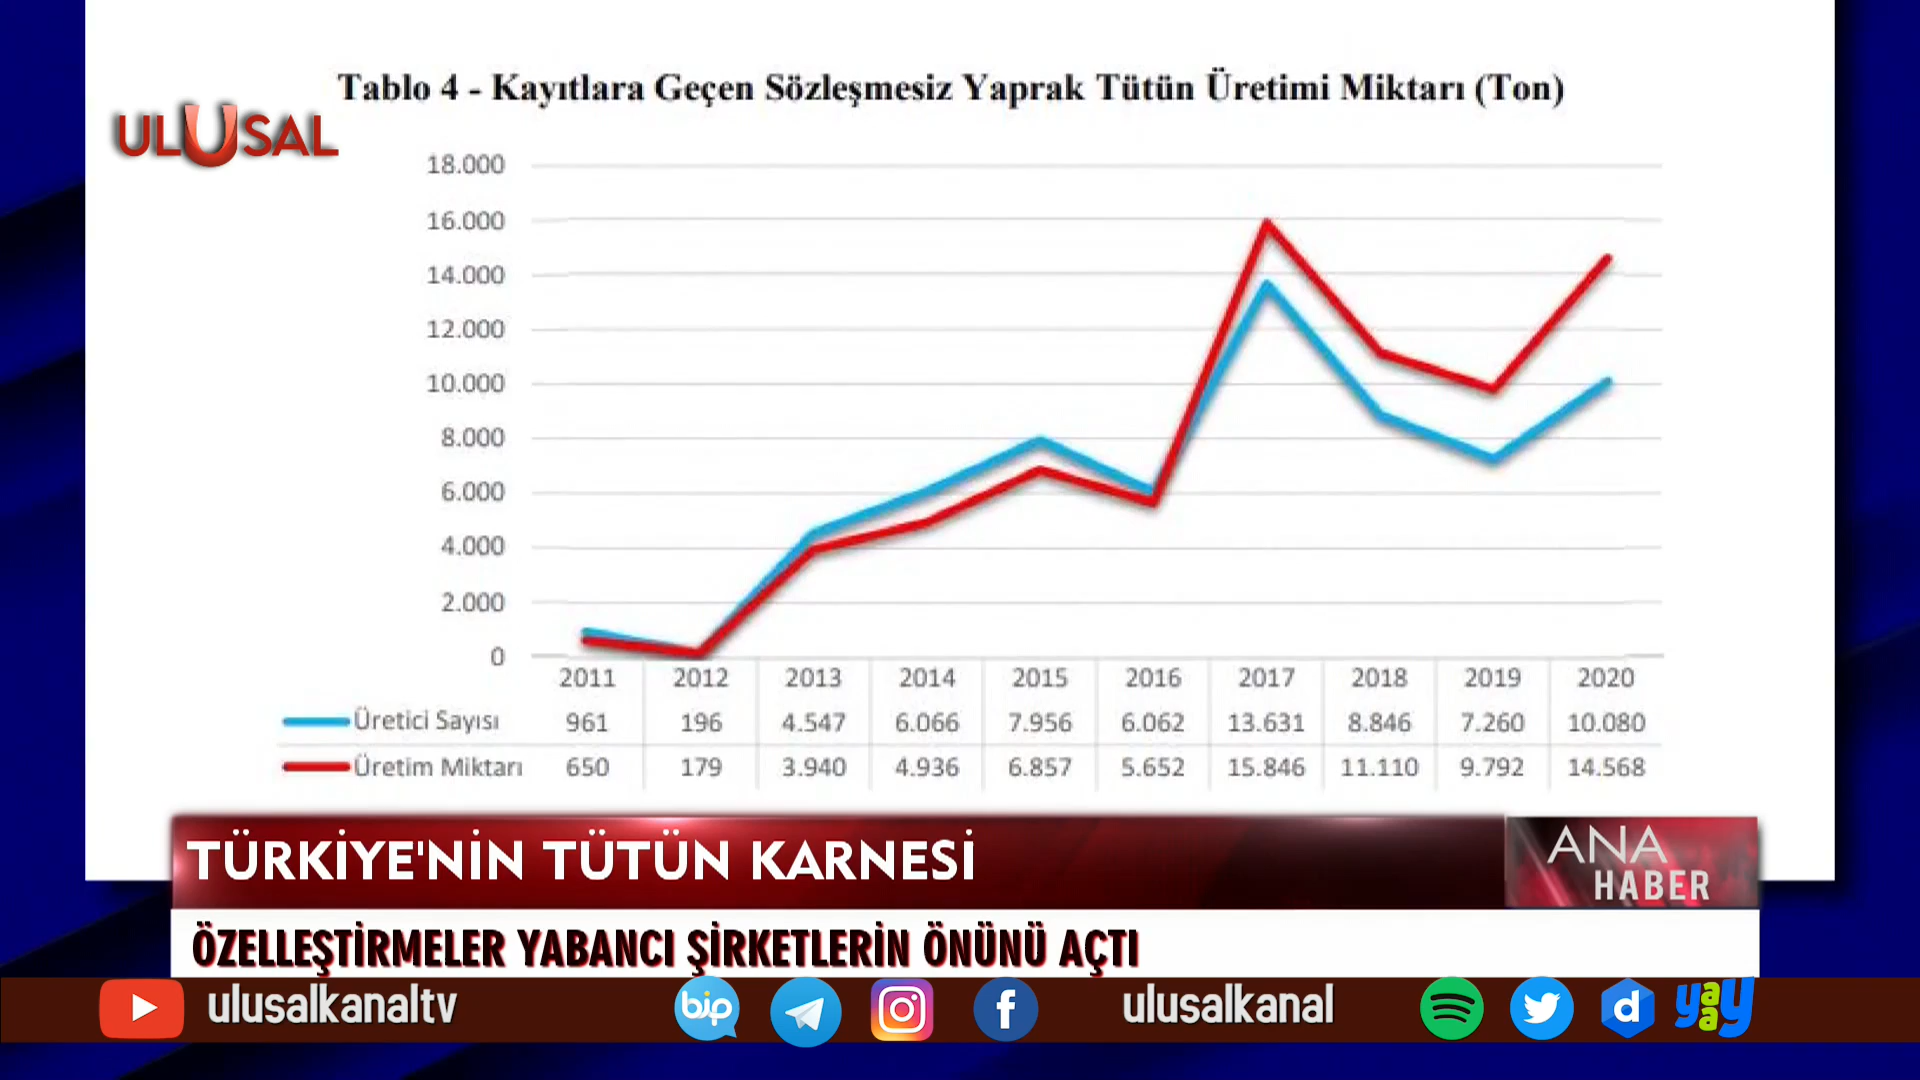 Tablo 4 - Kayıtlara Geçen Sözleşmesiz Yaprak Tütün Üretimi Miktarı (Ton)
ULUSAL
18.000
16.000
14.000
12.000
10.000
8.000
6.000
4.000
2.000
0
2011 2012 2013 2014 2015 2016 2017 2018 2019 2020
Üretici Sayısı 961 196 4.547 6.066 7.956 6.062 13.631 8.846 7.260 10.080
Üretim Miktarı 650 179 3.940 4.936 6.857 5.652 15.846 11.110 9.792 14.568
TÜRKİYE'NİN TÜTÜN KARNESİ
ANA
HABER
ÖZELLEŞTİRMELER YABANCI ŞİRKETLERİN ÖNÜNÜ AÇTI
ulusalkanaltv bip f ulusalkanal d yaay